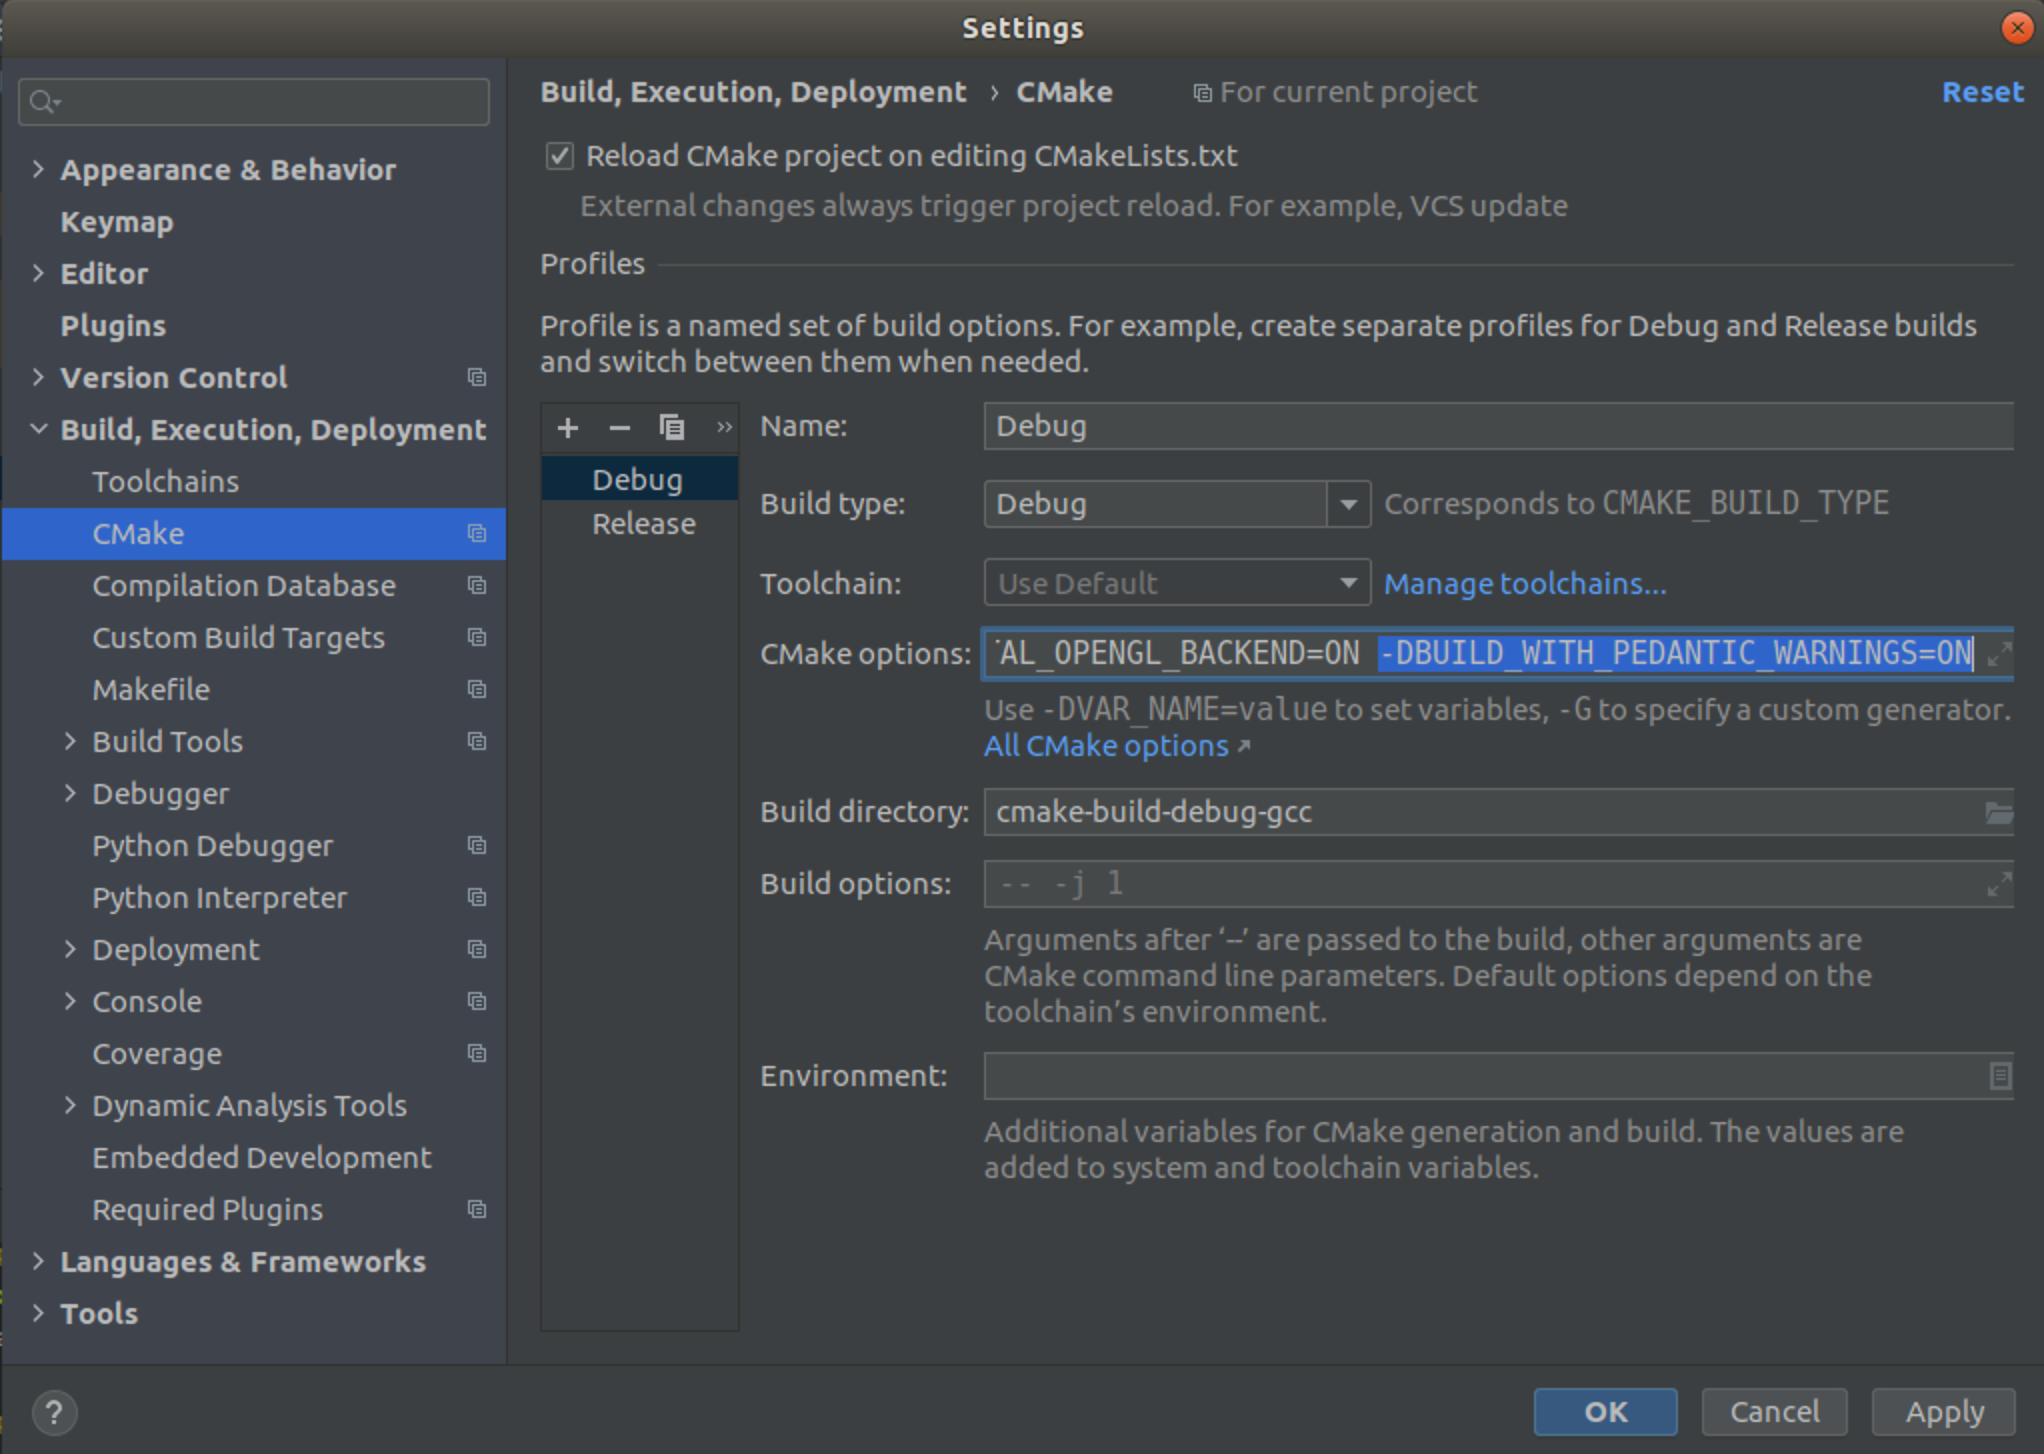 Settings
Appearance & Behavior
Keymap
Editor
Plugins
Version Control
Build, Execution, Deployment
Toolchains
CMake
Compilation Database
Custom Build Targets
Makefile
Build Tools
Debugger
Python Debugger
Python Interpreter
Deployment
Console
Coverage
Dynamic Analysis Tools
Embedded Development
Required Plugins
Languages & Frameworks
Tools
Build, Execution, Deployment › CMake For current project Reset
Reload CMake project on editing CMakeLists.txt
External changes always trigger project reload. For example, VCS update
Profiles
Profile is a named set of build options. For example, create separate profiles for Debug and Release builds
and switch between them when needed.
Debug
Release
Name: Debug
Build type: Debug Corresponds to CMAKE_BUILD_TYPE
Toolchain: Use Default Manage toolchains...
CMake options: AL_OPENGL_BACKEND=ON -DBUILD_WITH_PEDANTIC_WARNINGS=ON
Use -DVAR_NAME=value to set variables, -G to specify a custom generator.
All CMake options ↗
Build directory: cmake-build-debug-gcc
Build options: -- -j 1
Arguments after ‘--’ are passed to the build, other arguments are
CMake command line parameters. Default options depend on the
toolchain’s environment.
Environment:
Additional variables for CMake generation and build. The values are
added to system and toolchain variables.
? OK Cancel Apply